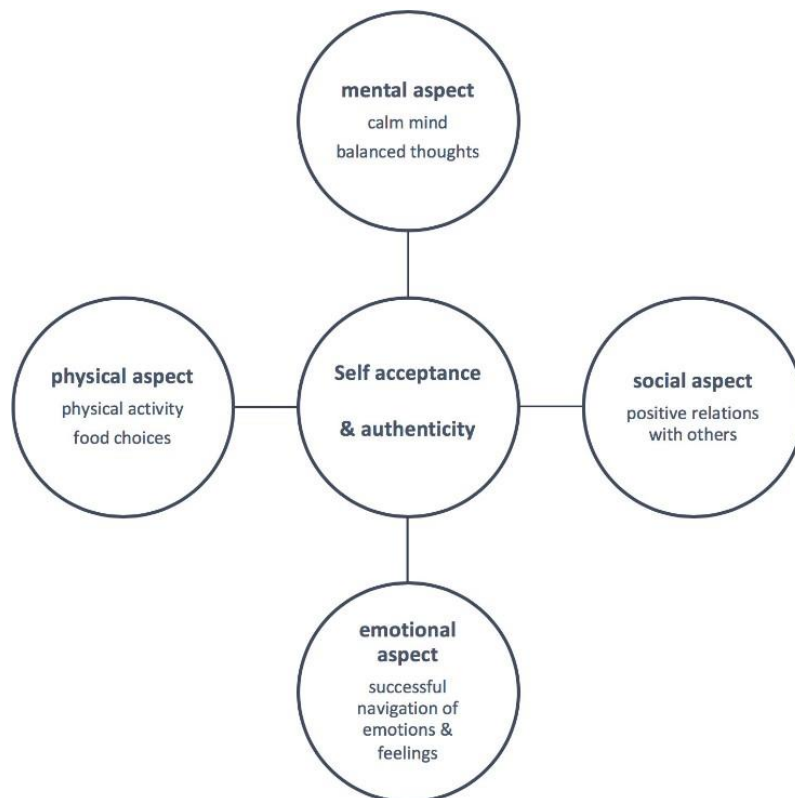 mental aspect
calm mind
balanced thoughts
physical aspect
physical activity
food choices
Self acceptance
& authenticity
social aspect
positive relations
with others
emotional
aspect
successful
navigation of
emotions &
feelings